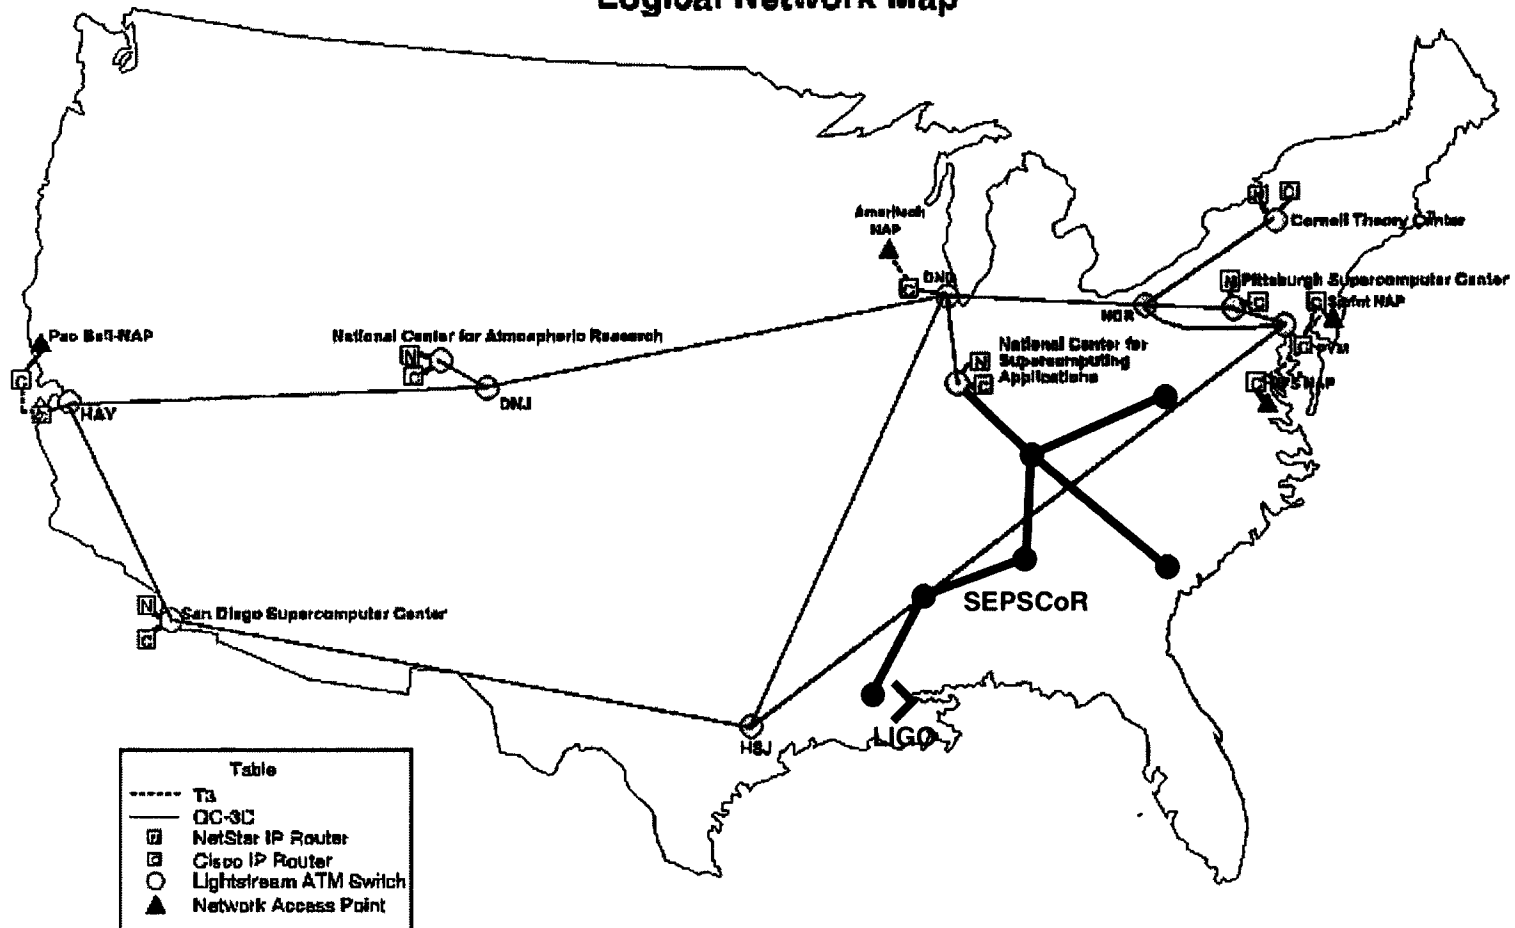 Logical Network Map
Ameritech
NAP
Cornell Theory Center
N
Pittsburgh Supercomputer Center
C
C
Sprint NAP
C
NCR
Pac Bell-NAP
National Center for Atmospheric Research
N
C
National Center for
Supercomputing
Applications
N
C
C
C
HAY
DNJ
N
San Diego Supercomputer Center
C
SEPSCoR
LIGO
HSJ
Table
T3
OC-3C
NetStar IP Router
C
Cisco IP Router
Lightstream ATM Switch
Network Access Point